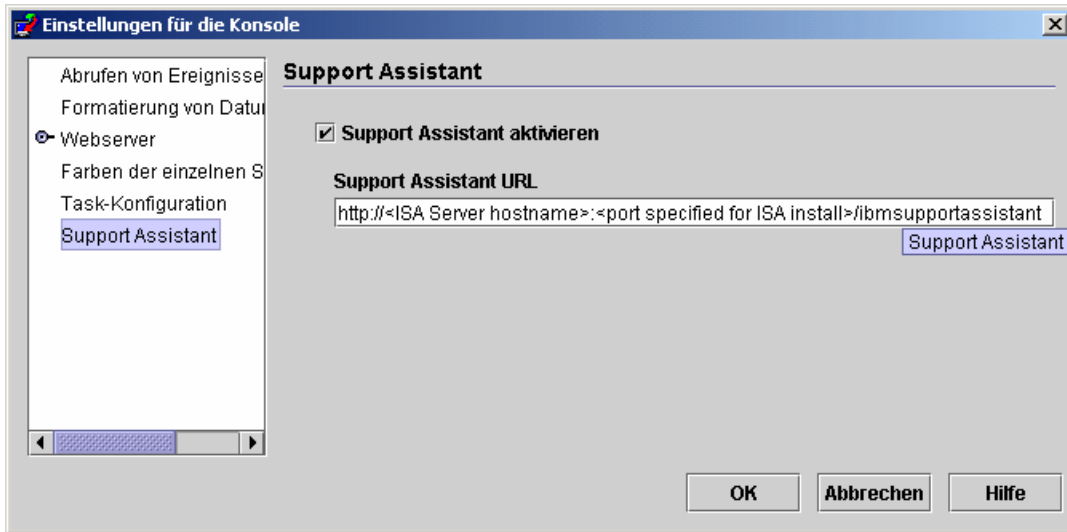 Einstellungen für die Konsole
Abrufen von Ereignisse
Formatierung von Datu
Webserver
Farben der einzelnen S
Task-Konfiguration
Support Assistant
Support Assistant
Support Assistant aktivieren
Support Assistant URL
http://<ISA Server hostname>:<port specified for ISA install>/ibmsupportassistant
Support Assistant
OK
Abbrechen
Hilfe